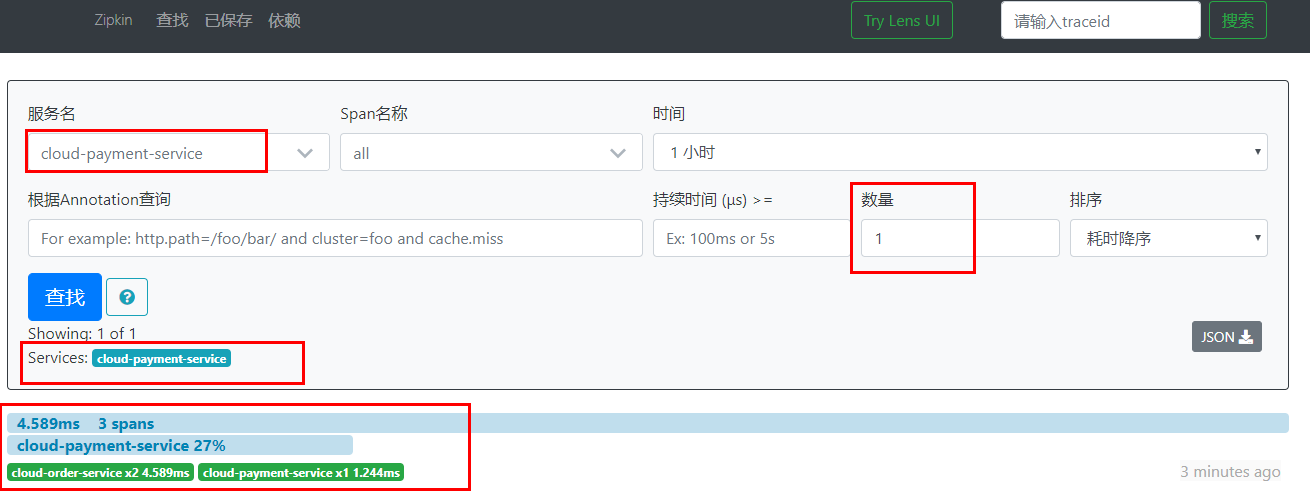 Zipkin 查找 已保存 依赖 Try Lens UI 请输入traceid 搜索
服务名 Span名称 时间
cloud-payment-service all 1 小时
根据Annotation查询 持续时间 (μs) >= 数量 排序
For example: http.path=/foo/bar/ and cluster=foo and cache.miss Ex: 100ms or 5s 1 耗时降序
查找
Showing: 1 of 1
Services: cloud-payment-service JSON
4.589ms 3 spans
cloud-payment-service 27%
cloud-order-service x2 4.589ms cloud-payment-service x1 1.244ms 3 minutes ago